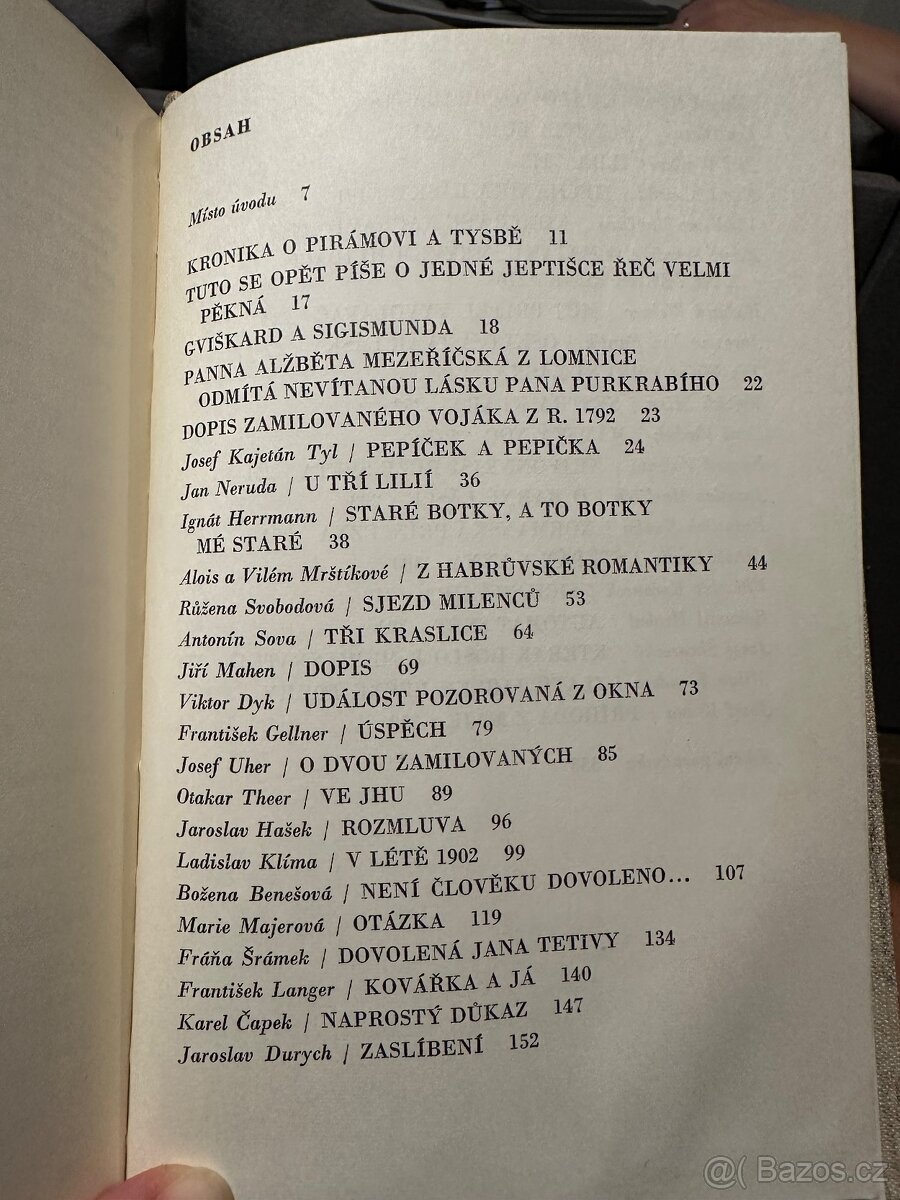 OBSAH
Místo úvodu 7
KRONIKA O PIRÁMOVI A TYSBĚ 11
TUTO SE OPĚT PÍŠE O JEDNÉ JEPTIŠCE ŘEČ VELMI
PĚKNÁ 17
GVIŠKARD A SIGISMUNDA 18
PANNA ALŽBĚTA MEZEŘÍČSKÁ Z LOMNICE
ODMÍTÁ NEVÍTANOU LÁSKU PANA PURKRABÍHO 22
DOPIS ZAMILOVANÉHO VOJÁKA Z R. 1792 23
Josef Kajetán Tyl / PEPÍČEK A PEPIČKA 24
Jan Neruda / U TŘÍ LILIÍ 36
Ignát Herrmann / STARÉ BOTKY, A TO BOTKY
MÉ STARÉ 38
Alois a Vilém Mrštíkové / Z HABRŮVSKÉ ROMANTIKY 44
Růžena Svobodová / SJEZD MILENCŮ 53
Antonín Sova / TŘI KRASLICE 64
Jiří Mahen / DOPIS 69
Viktor Dyk / UDÁLOST POZOROVANÁ Z OKNA 73
František Gellner / ÚSPĚCH 79
Josef Uher / O DVOU ZAMILOVANÝCH 85
Otakar Theer / VE JHU 89
Jaroslav Hašek / ROZMLUVA 96
Ladislav Klíma / V LÉTĚ 1902 99
Božena Benešová / NENÍ ČLOVĚKU DOVOLENO... 107
Marie Majerová / OTÁZKA 119
Fráňa Šrámek / DOVOLENÁ JANA TETIVY 134
František Langer / KOVÁŘKA A JÁ 140
Karel Čapek / NAPROSTÝ DŮKAZ 147
Jaroslav Durych / ZASLÍBENÍ 152
@( Bazos.cz